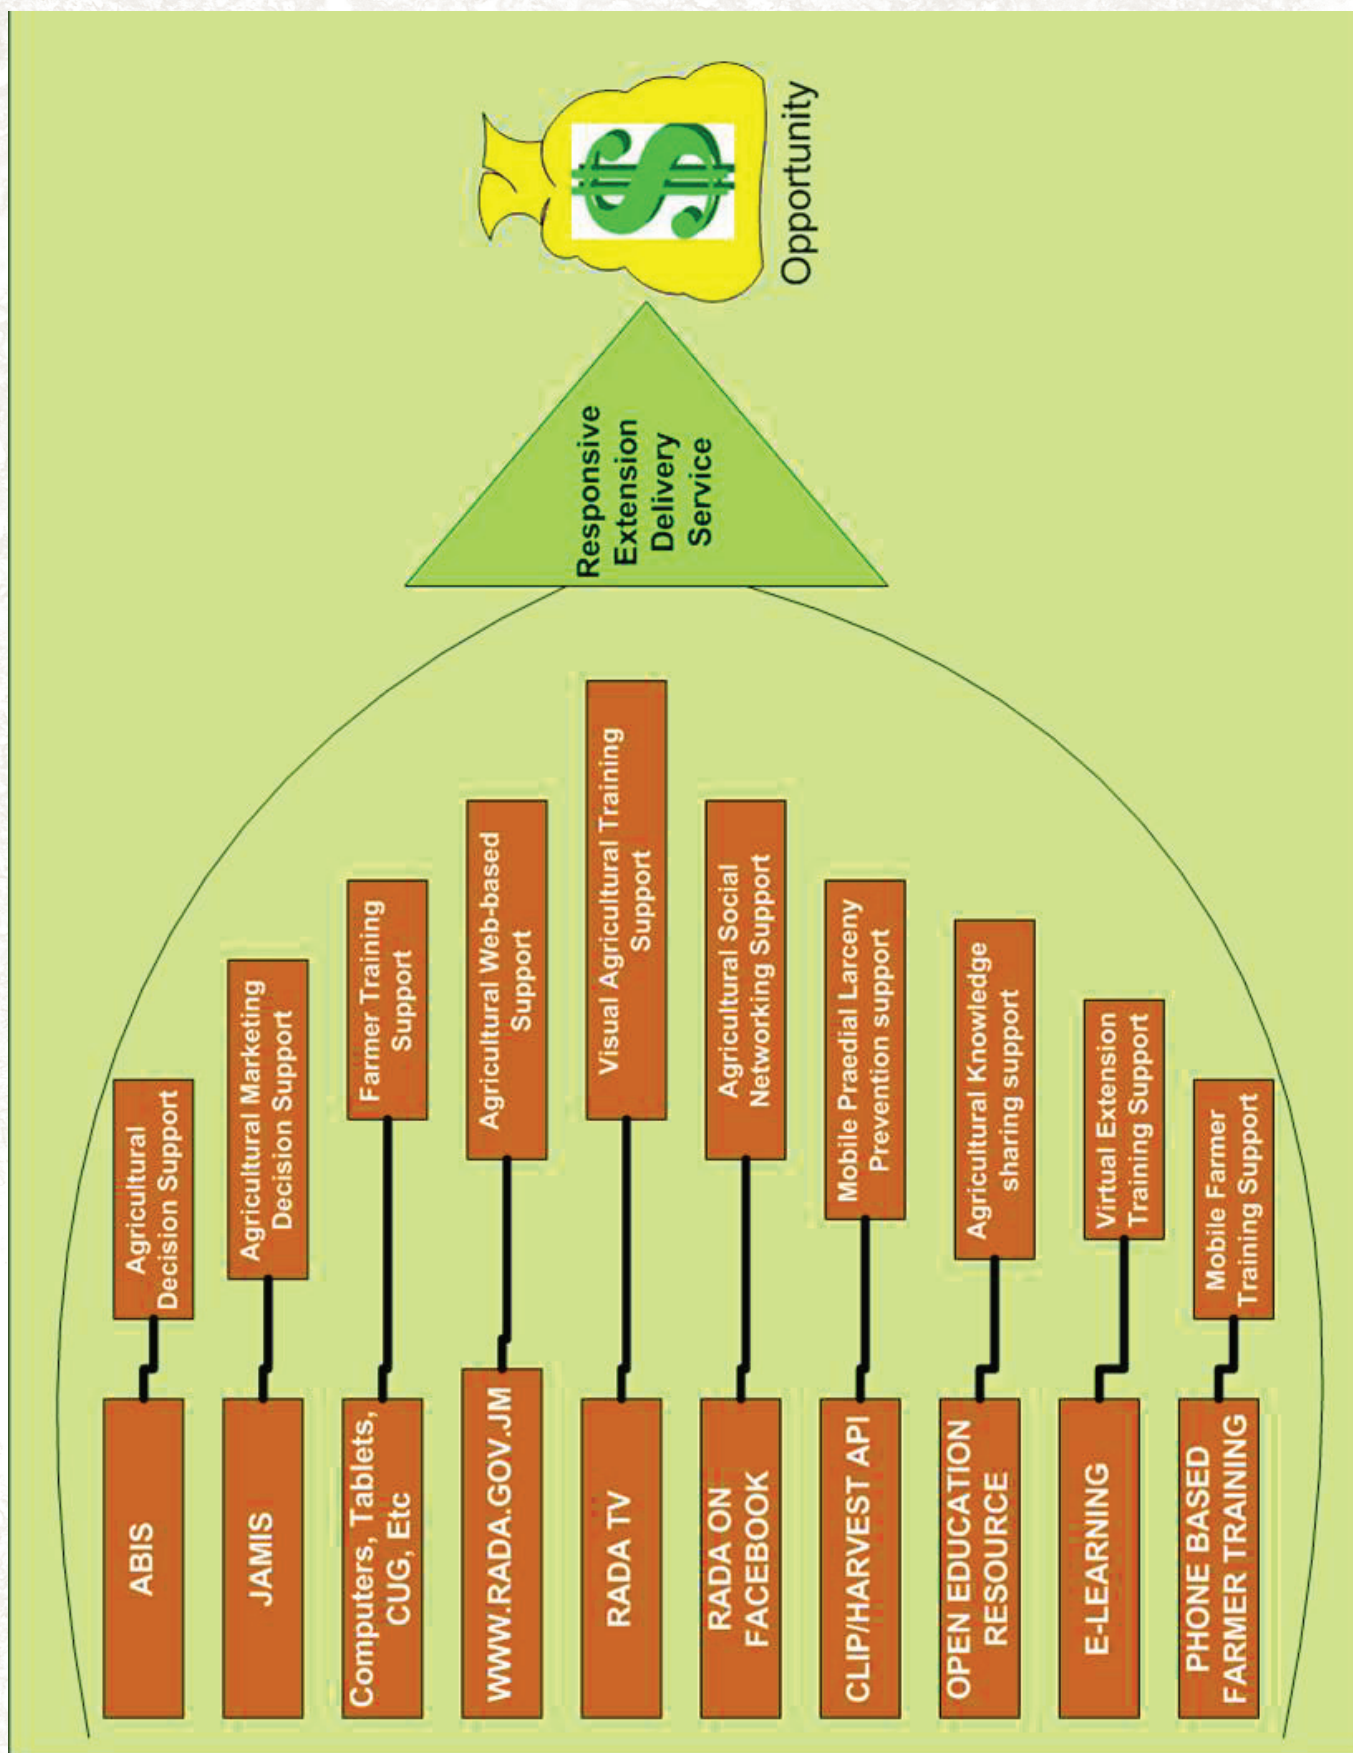 ABIS
Agricultural
Decision Support
JAMIS
Agricultural Marketing
Decision Support
Computers, Tablets,
CUG, Etc
Farmer Training
Support
WWW.RADA.GOV.JM
Agricultural Web-based
Support
RADA TV
Visual Agricultural Training
Support
RADA ON
FACEBOOK
Agricultural Social
Networking Support
CLIP/HARVEST API
Mobile Praedial Larceny
Prevention support
OPEN EDUCATION
RESOURCE
Agricultural Knowledge
sharing support
E-LEARNING
Virtual Extension
Training Support
PHONE BASED
FARMER TRAINING
Mobile Farmer
Training Support
Responsive
Extension
Delivery
Service
$
Opportunity